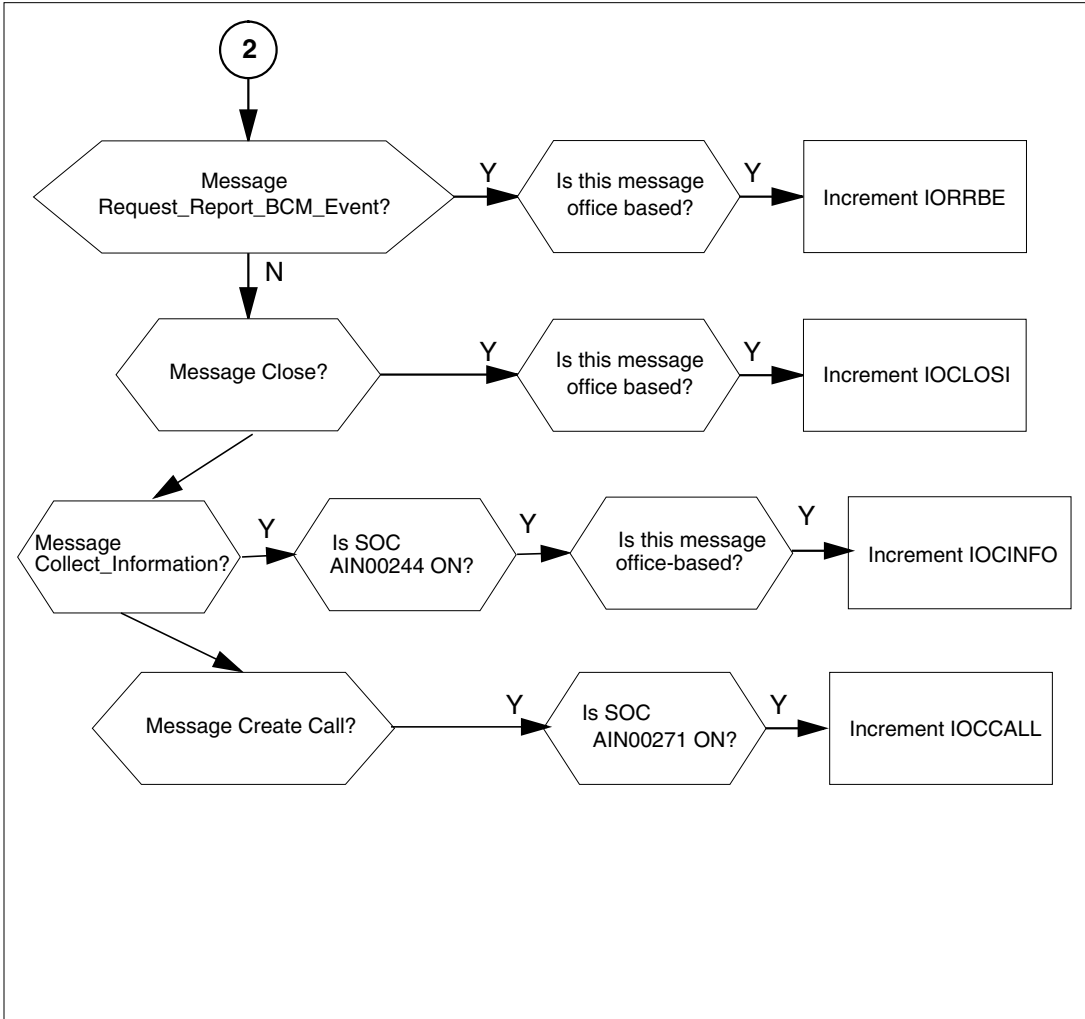 2
Message
Request_Report_BCM_Event?
Y
Is this message
office based?
Y
Increment IORRBE
N
Message Close?
Y
Is this message
office based?
Y
Increment IOCLOSI
Message
Collect_Information?
Y
Is SOC
AIN00244 ON?
Y
Is this message
office-based?
Y
Increment IOCINFO
Message Create Call?
Y
Is SOC
AIN00271 ON?
Y
Increment IOCCALL